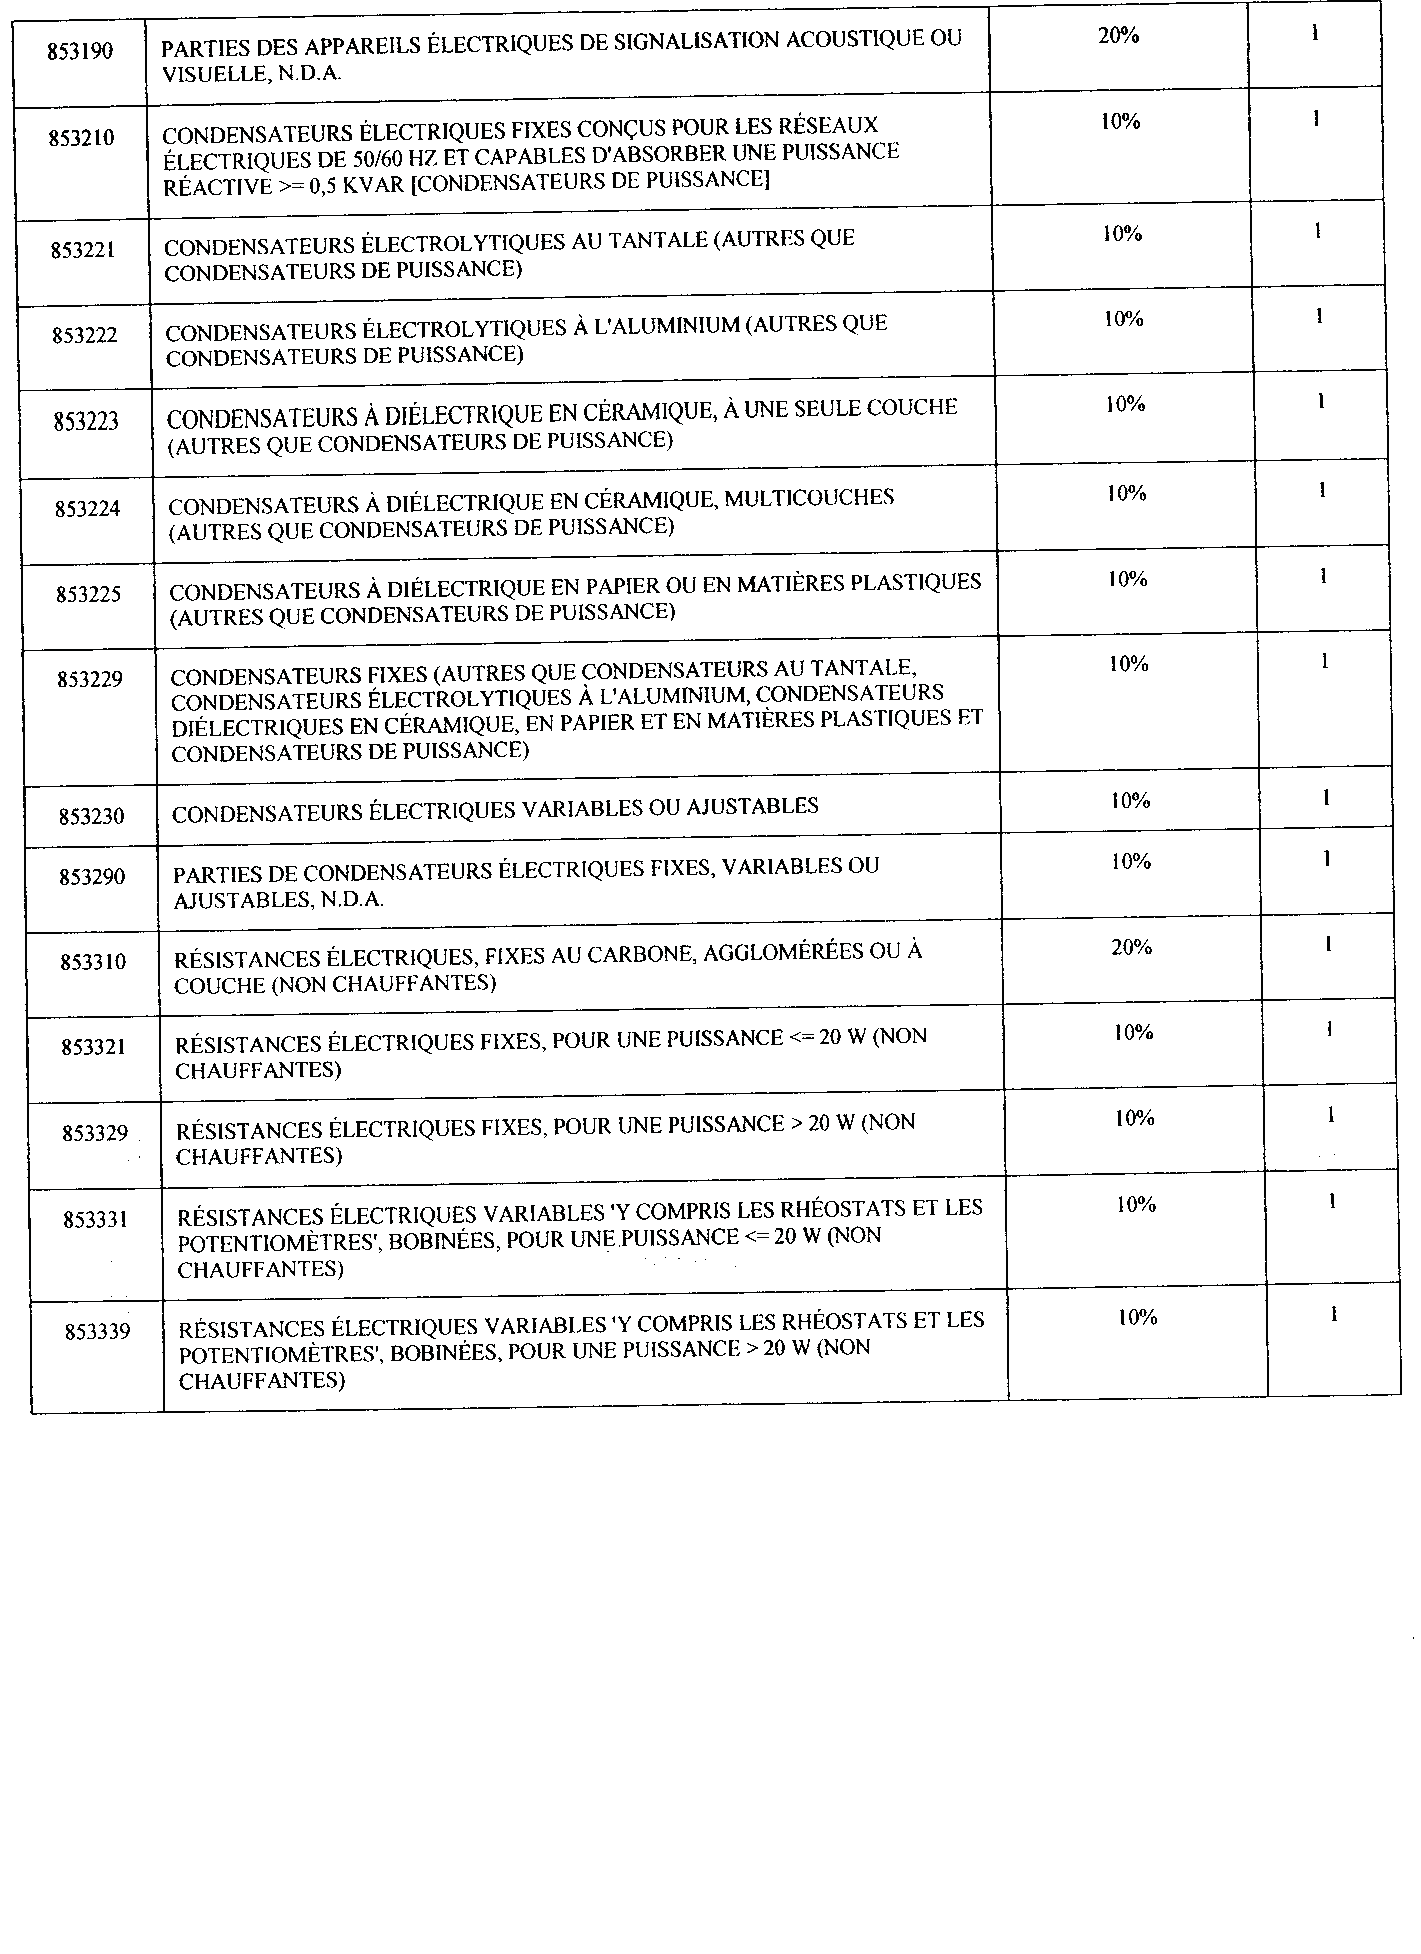 853190 PARTIES DES APPAREILS ÉLECTRIQUES DE SIGNALISATION ACOUSTIQUE OU 20% 1
VISUELLE, N.D.A.
853210 CONDENSATEURS ÉLECTRIQUES FIXES CONÇUS POUR LES RÉSEAUX 10% 1
ÉLECTRIQUES DE 50/60 HZ ET CAPABLES D'ABSORBER UNE PUISSANCE
RÉACTIVE >= 0,5 KVAR [CONDENSATEURS DE PUISSANCE]
853221 CONDENSATEURS ÉLECTROLYTIQUES AU TANTALE (AUTRES QUE 10% 1
CONDENSATEURS DE PUISSANCE)
853222 CONDENSATEURS ÉLECTROLYTIQUES À L'ALUMINIUM (AUTRES QUE 10% 1
CONDENSATEURS DE PUISSANCE)
853223 CONDENSATEURS À DIÉLECTRIQUE EN CÉRAMIQUE, À UNE SEULE COUCHE 10% 1
(AUTRES QUE CONDENSATEURS DE PUISSANCE)
853224 CONDENSATEURS À DIÉLECTRIQUE EN CÉRAMIQUE, MULTICOUCHES 10% 1
(AUTRES QUE CONDENSATEURS DE PUISSANCE)
853225 CONDENSATEURS À DIÉLECTRIQUE EN PAPIER OU EN MATIÈRES PLASTIQUES 10% 1
(AUTRES QUE CONDENSATEURS DE PUISSANCE)
853229 CONDENSATEURS FIXES (AUTRES QUE CONDENSATEURS AU TANTALE, 10% 1
CONDENSATEURS ÉLECTROLYTIQUES À L'ALUMINIUM, CONDENSATEURS
DIÉLECTRIQUES EN CÉRAMIQUE, EN PAPIER ET EN MATIÈRES PLASTIQUES ET
CONDENSATEURS DE PUISSANCE)
853230 CONDENSATEURS ÉLECTRIQUES VARIABLES OU AJUSTABLES 10% 1
853290 PARTIES DE CONDENSATEURS ÉLECTRIQUES FIXES, VARIABLES OU 10% 1
AJUSTABLES, N.D.A.
853310 RÉSISTANCES ÉLECTRIQUES, FIXES AU CARBONE, AGGLOMÉRÉES OU À 20% 1
COUCHE (NON CHAUFFANTES)
853321 RÉSISTANCES ÉLECTRIQUES FIXES, POUR UNE PUISSANCE <= 20 W (NON 10% 1
CHAUFFANTES)
853329 RÉSISTANCES ÉLECTRIQUES FIXES, POUR UNE PUISSANCE > 20 W (NON 10% 1
CHAUFFANTES)
853331 RÉSISTANCES ÉLECTRIQUES VARIABLES 'Y COMPRIS LES RHÉOSTATS ET LES 10% 1
POTENTIOMÈTRES', BOBINÉES, POUR UNE PUISSANCE <= 20 W (NON
CHAUFFANTES)
853339 RÉSISTANCES ÉLECTRIQUES VARIABLES 'Y COMPRIS LES RHÉOSTATS ET LES 10% 1
POTENTIOMÈTRES', BOBINÉES, POUR UNE PUISSANCE > 20 W (NON
CHAUFFANTES)